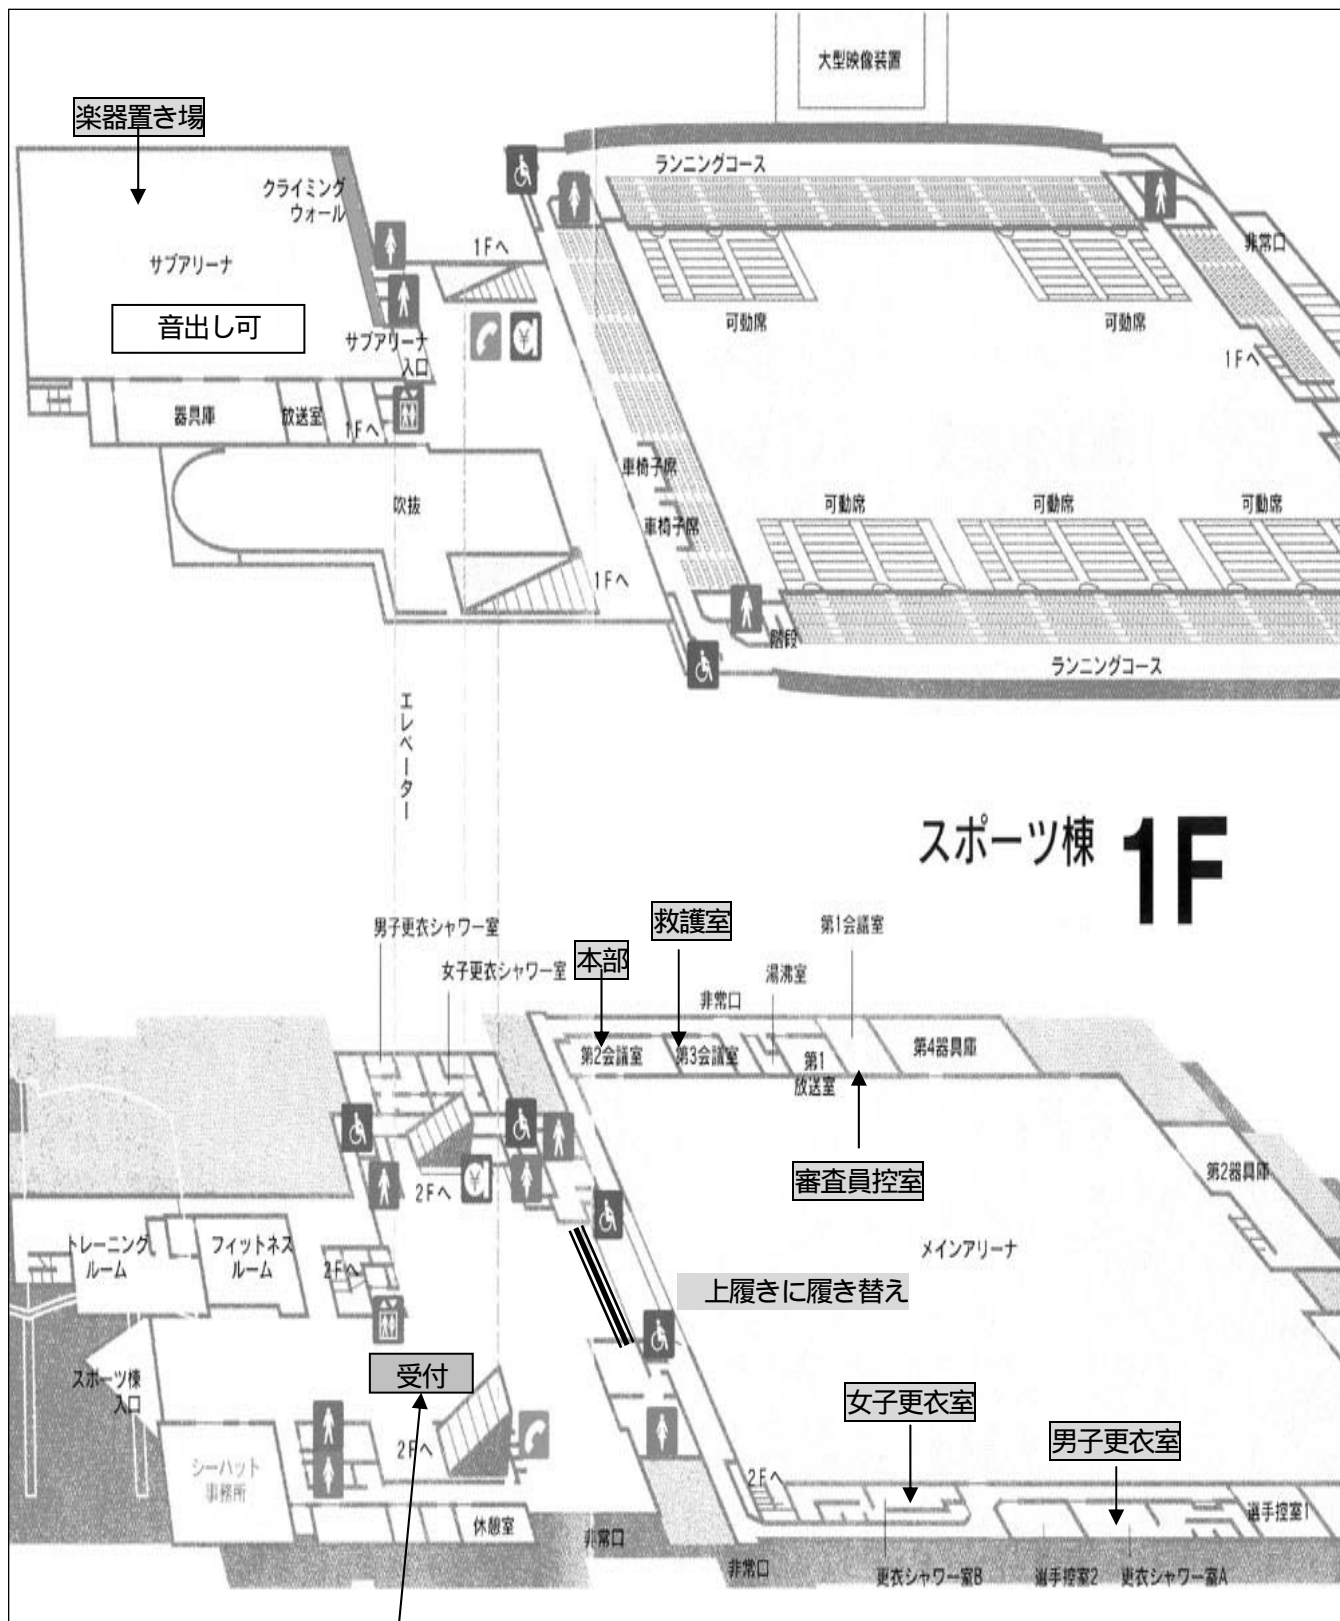 大型映像装置
楽器置き場
ランニングコース
クライミング
ウォール
1Fへ
非常口
サブアリーナ
音出し可
サブアリーナ
入口
可動席
可動席
1Fへ
器具庫
放送室
1Fへ
車椅子席
吹抜
車椅子席
可動席
可動席
可動席
1Fへ
階段
ランニングコース
エレベーター
スポーツ棟 1F
男子更衣シャワー室
女子更衣シャワー室
本部
救護室
第1会議室
湯沸室
非常口
第2会議室
第3会議室
第1
放送室
第4器具庫
審査員控室
第2器具庫
2Fへ
トレーニング
ルーム
フィットネス
ルーム
2Fへ
メインアリーナ
上履きに履き替え
スポーツ棟
入口
受付
女子更衣室
男子更衣室
2Fへ
シーハット
事務所
2Fへ
休憩室
非常口
選手控室1
非常口
更衣シャワー室B
選手控室2
更衣シャワー室A